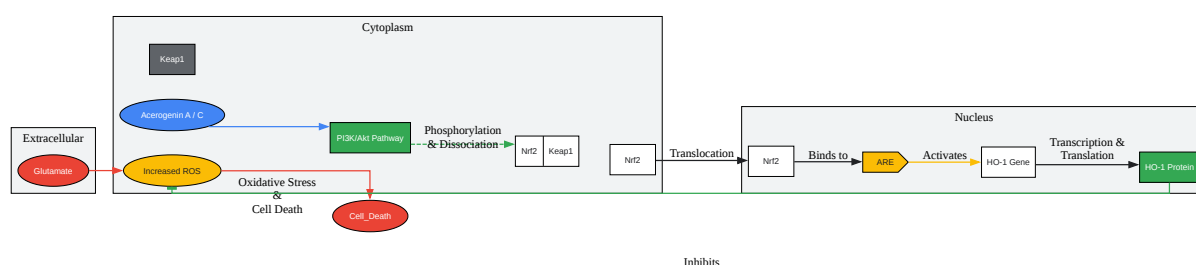 Cytoplasm
Keap1
Acerogenin A / C
Extracellular
Glutamate
Increased ROS
PI3K/Akt Pathway
Phosphorylation
& Dissociation
Nrf2
Keap1
Oxidative Stress
&
Cell Death
Cell_Death
Nrf2
Translocation
Nucleus
Nrf2
Binds to
ARE
Activates
HO-1 Gene
Transcription &
Translation
HO-1 Protein
Inhibits